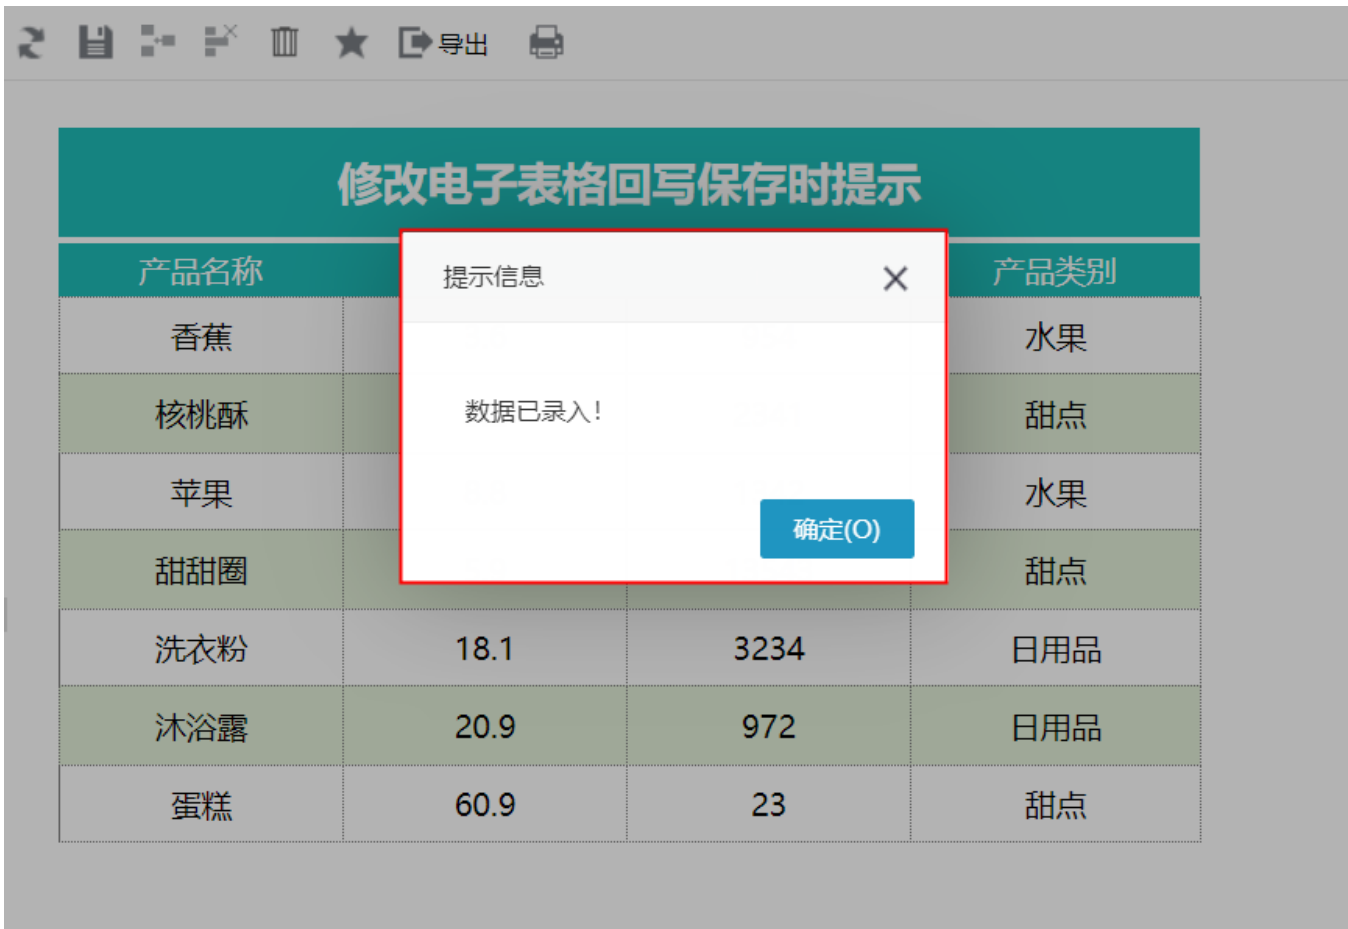 导出
修改电子表格回写保存时提示
产品名称 产品类别
提示信息
香蕉 水果
核桃酥 甜点
数据已录入!
苹果 水果
确定(O)
甜甜圈 甜点
洗衣粉 18.1 3234 日用品
沐浴露 20.9 972 日用品
蛋糕 60.9 23 甜点